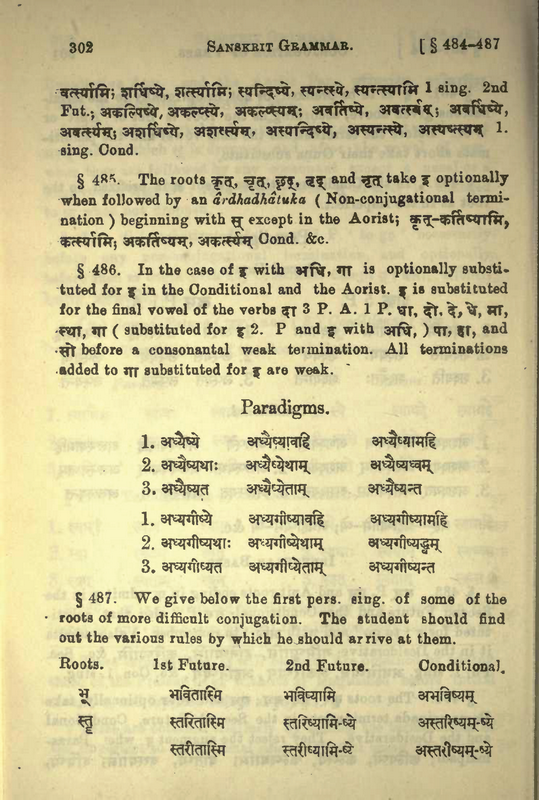 302 SANSKRIT GRAMMAR. [ § 484-487
वर्त्स्यामि; शर्धिष्ये, शर्त्स्यामि; स्यन्दिष्ये, स्यन्त्स्ये, स्यन्त्स्यामि 1 sing. 2nd
Fut.; अकल्पिष्ये, अकल्प्स्ये, अकल्प्स्यम्; अवर्तिष्ये, अवर्त्स्यम्; अवर्धिष्ये,
अवर्त्स्यम्; अशर्धिष्ये, अशर्त्स्यम्, अस्यन्दिष्ये, अस्यन्त्स्ये, अस्यन्त्स्यम् 1.
sing. Cond.
§ 485. The roots कृत्, चृत्, छृद्, तृद् and नृत् take इ optionally
when followed by an ârdhadhâtuka ( Non-conjugational termi-
nation ) beginning with स् except in the Aorist; कृत्-कर्तिष्यामि,
कर्त्स्यामि; अकर्तिष्यम्, अकर्त्स्यम् Cond. &c.
§ 486. In the case of इ with अधि, गा is optionally substi-
tuted for इ in the Conditional and the Aorist. इ is substituted
for the final vowel of the verbs दा 3 P. A. 1 P. धा, दो, दे, धे, मा,
स्था, गा ( substituted for इ 2. P and इ with अधि, ) पा, हा, and
सो before a consonantal weak termination. All terminations
added to गा substituted for इ are weak.
Paradigms.
1. अध्यैष्ये अध्यैष्यावहि अध्यैष्यामहि
2. अध्यैष्यथाः अध्यैष्येथाम् अध्यैष्यध्वम्
3. अध्यैष्यत अध्यैष्येताम् अध्यैष्यन्त
1. अध्यगीष्ये अध्यगीष्यावहि अध्यगीष्यामहि
2. अध्यगीष्यथाः अध्यगीष्येथाम् अध्यगीष्यद्ध्वम्
3. अध्यगीष्यत अध्यगीष्येताम् अध्यगीष्यन्त
§ 487. We give below the first pers. sing. of some of the
roots of more difficult conjugation. The student should find
out the various rules by which he should arrive at them.
Roots. 1st Future. 2nd Future. Conditional.
भू भवितास्मि भविष्यामि अभविष्यम्
स्तॄ स्तरितास्मि स्तरिष्यामि-ष्ये अस्तरिष्यम्-ष्ये
स्तरीतास्मि स्तरीष्यामि-ष्ये अस्तरीष्यम्-ष्ये